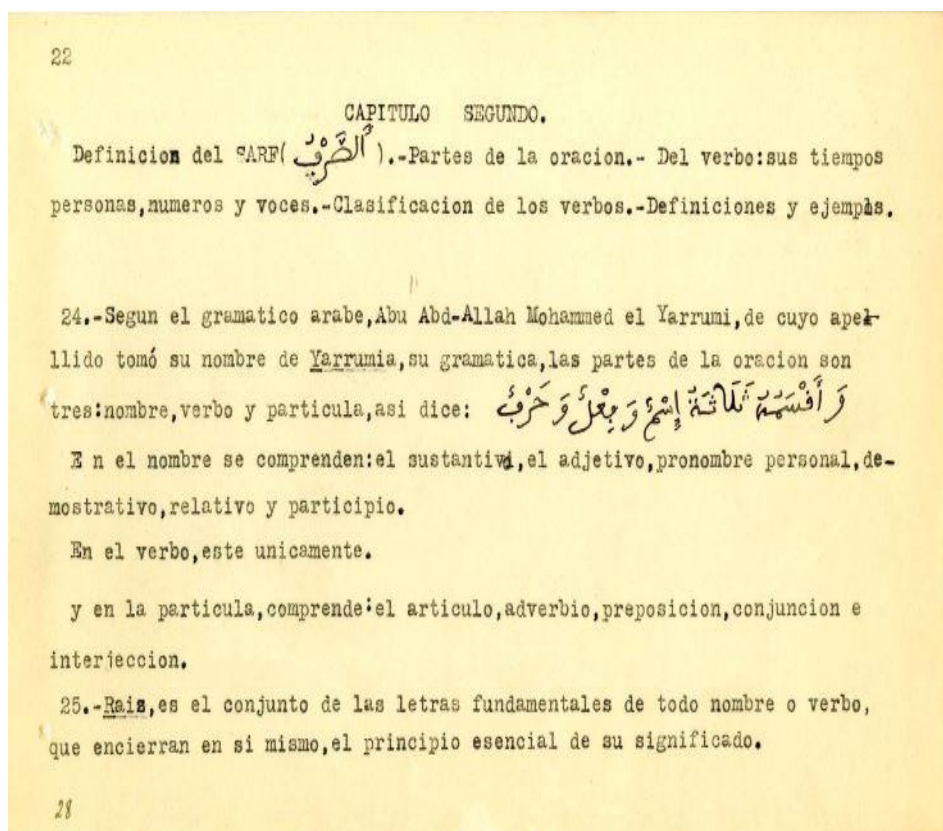 22
CAPITULO SEGUNDO.
Definicion del SARF( اَلصَّرْفُ ).-Partes de la oracion.- Del verbo:sus tiempos
personas,numeros y voces.-Clasificacion de los verbos.-Definiciones y ejempls.
24.-Segun el gramatico arabe,Abu Abd-Allah Mohammed el Yarrumi,de cuyo ape-
llido tomó su nombre de Yarrumia,su gramatica,las partes de la oracion son
tres:nombre,verbo y particula,asi dice: وَ أَقْسَمُهُ ثَلَاثَةٌ إِسْمٌ وَ فِعْلٌ وَ حَرْفٌ
E n el nombre se comprenden:el sustantivo,el adjetivo,pronombre personal,de-
mostrativo,relativo y participio.
En el verbo,este unicamente.
y en la particula,comprende:el articulo,adverbio,preposicion,conjuncion e
interjeccion.
25.-Rais,es el conjunto de las letras fundamentales de todo nombre o verbo,
que encierran en si mismo,el principio esencial de su significado.
28